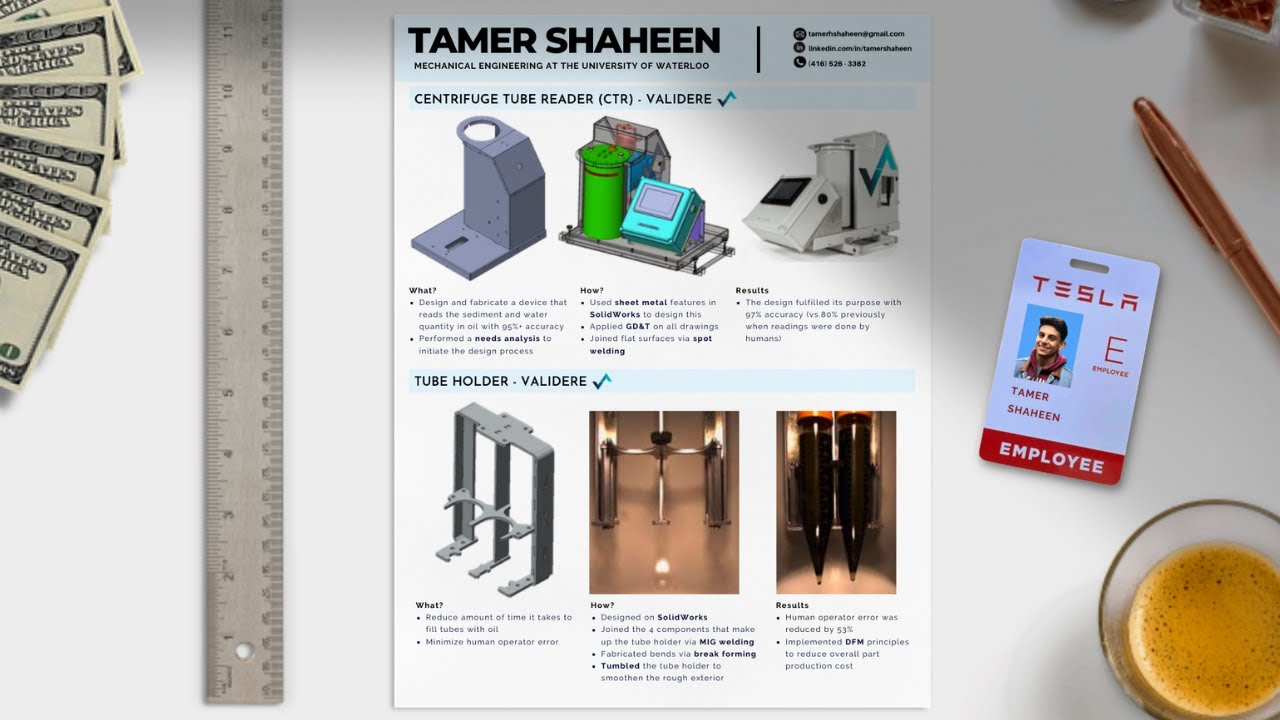 TAMER SHAHEEN
MECHANICAL ENGINEERING AT THE UNIVERSITY OF WATERLOO
tamerhshaheen@gmail.com
linkedin.com/in/tamershaheen
(416) 526 - 3362
CENTRIFUGE TUBE READER (CTR) - VALIDERE
What?
• Design and fabricate a device that
reads the sediment and water
quantity in oil with 95%+ accuracy
• Performed a needs analysis to
initiate the design process
How?
• Used sheet metal feature in
SolidWorks to design this
• Applied GD&T in all drawings
• Joined flat surfaces via spot
welding
Results
• The design fulfilled its purpose with
97% accuracy (vs.80% previously
when readings were done by
humans)
TUBE HOLDER - VALIDERE
What?
• Reduce amount of time it takes to
fill tubes with oil
• Minimize human operator error
How?
• Designed on SolidWorks
• Joined the 4 components that make
up the tube holder via MIG welding
• Fabricated bends via break forming
• Tumbled the tube holder to
smoothen the rough exterior
Results
• Human operator error was
reduced by 53%
• Implemented DFM principles
to reduce overall part
production cost
TESLA
E
EMPLOYEE
TAMER
SHAHEEN
EMPLOYEE
11
10
9
8
7
6
5
4
3
2
1